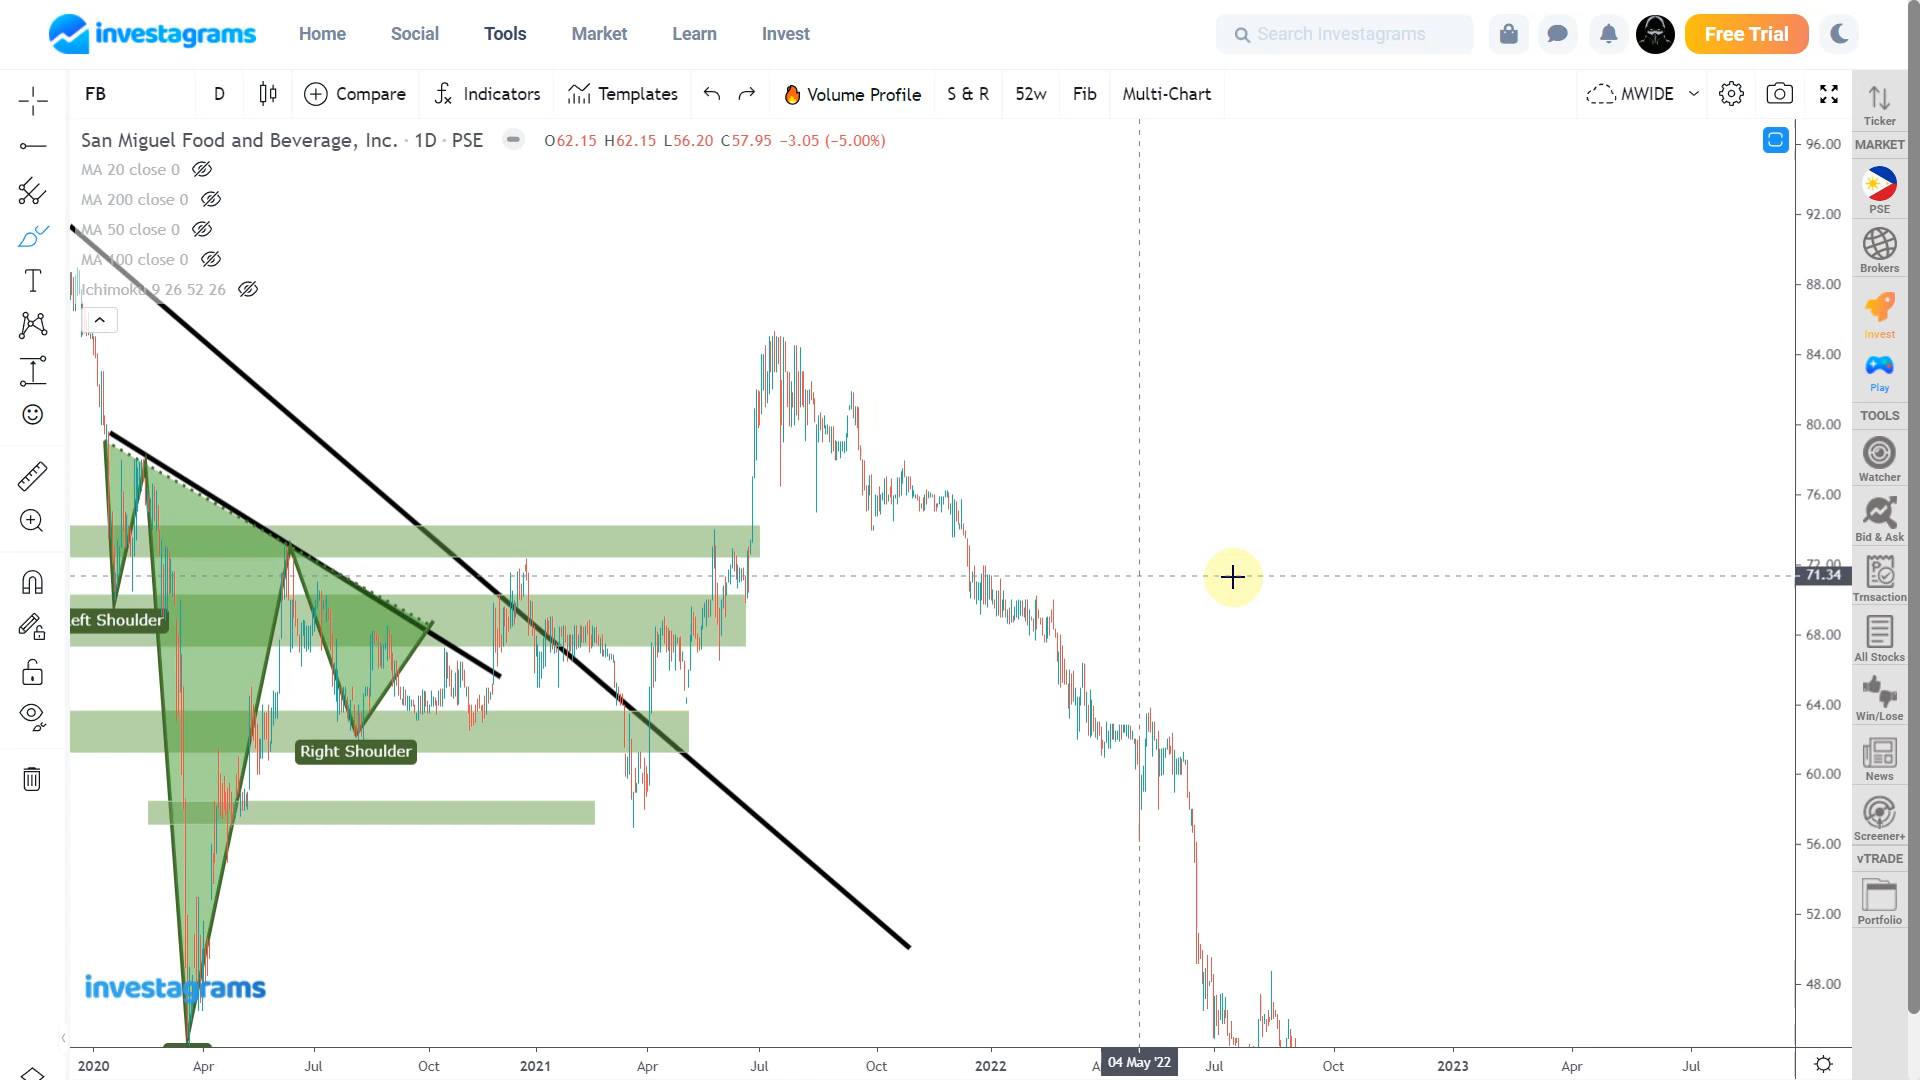 investagrams
Home
Social
Tools
Market
Learn
Invest
Search Investagrams
Free Trial
FB
D
Compare
Indicators
Templates
Volume Profile
S & R
52w
Fib
Multi-Chart
MWIDE
San Miguel Food and Beverage, Inc. · 1D · PSE
O62.15 H62.15 L56.20 C57.95 −3.05 (−5.00%)
MA 20 close 0
MA 200 close 0
MA 50 close 0
MA 100 close 0
Ichimoku 9 26 52 26
Left Shoulder
Right Shoulder
investagrams
96.00
92.00
88.00
84.00
80.00
76.00
72.00
71.34
68.00
64.00
60.00
56.00
52.00
48.00
2020
Apr
Jul
Oct
2021
Apr
Jul
Oct
2022
04 May '22
Jul
Oct
2023
Apr
Jul
Ticker
MARKET
PSE
Brokers
Invest
Play
TOOLS
Watcher
Bid & Ask
Trnsaction
All Stocks
Win/Lose
News
Screener+
vTRADE
Portfolio